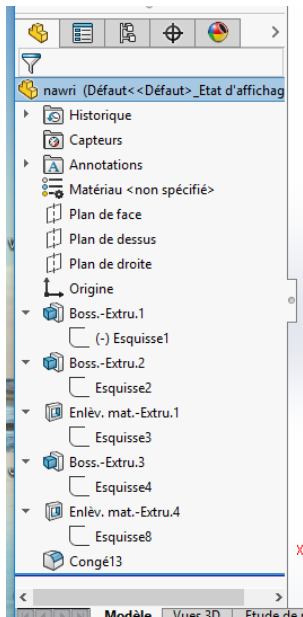 nawri (Défaut<<Défaut>_Etat d'affichag
Historique
Capteurs
Annotations
Matériau <non spécifié>
Plan de face
Plan de dessus
Plan de droite
Origine
Boss.-Extru.1
(-) Esquisse1
Boss.-Extru.2
Esquisse2
Enlèv. mat.-Extru.1
Esquisse3
Boss.-Extru.3
Esquisse4
Enlèv. mat.-Extru.4
Esquisse8
Congé13
Modèle Vues 3D Etude de